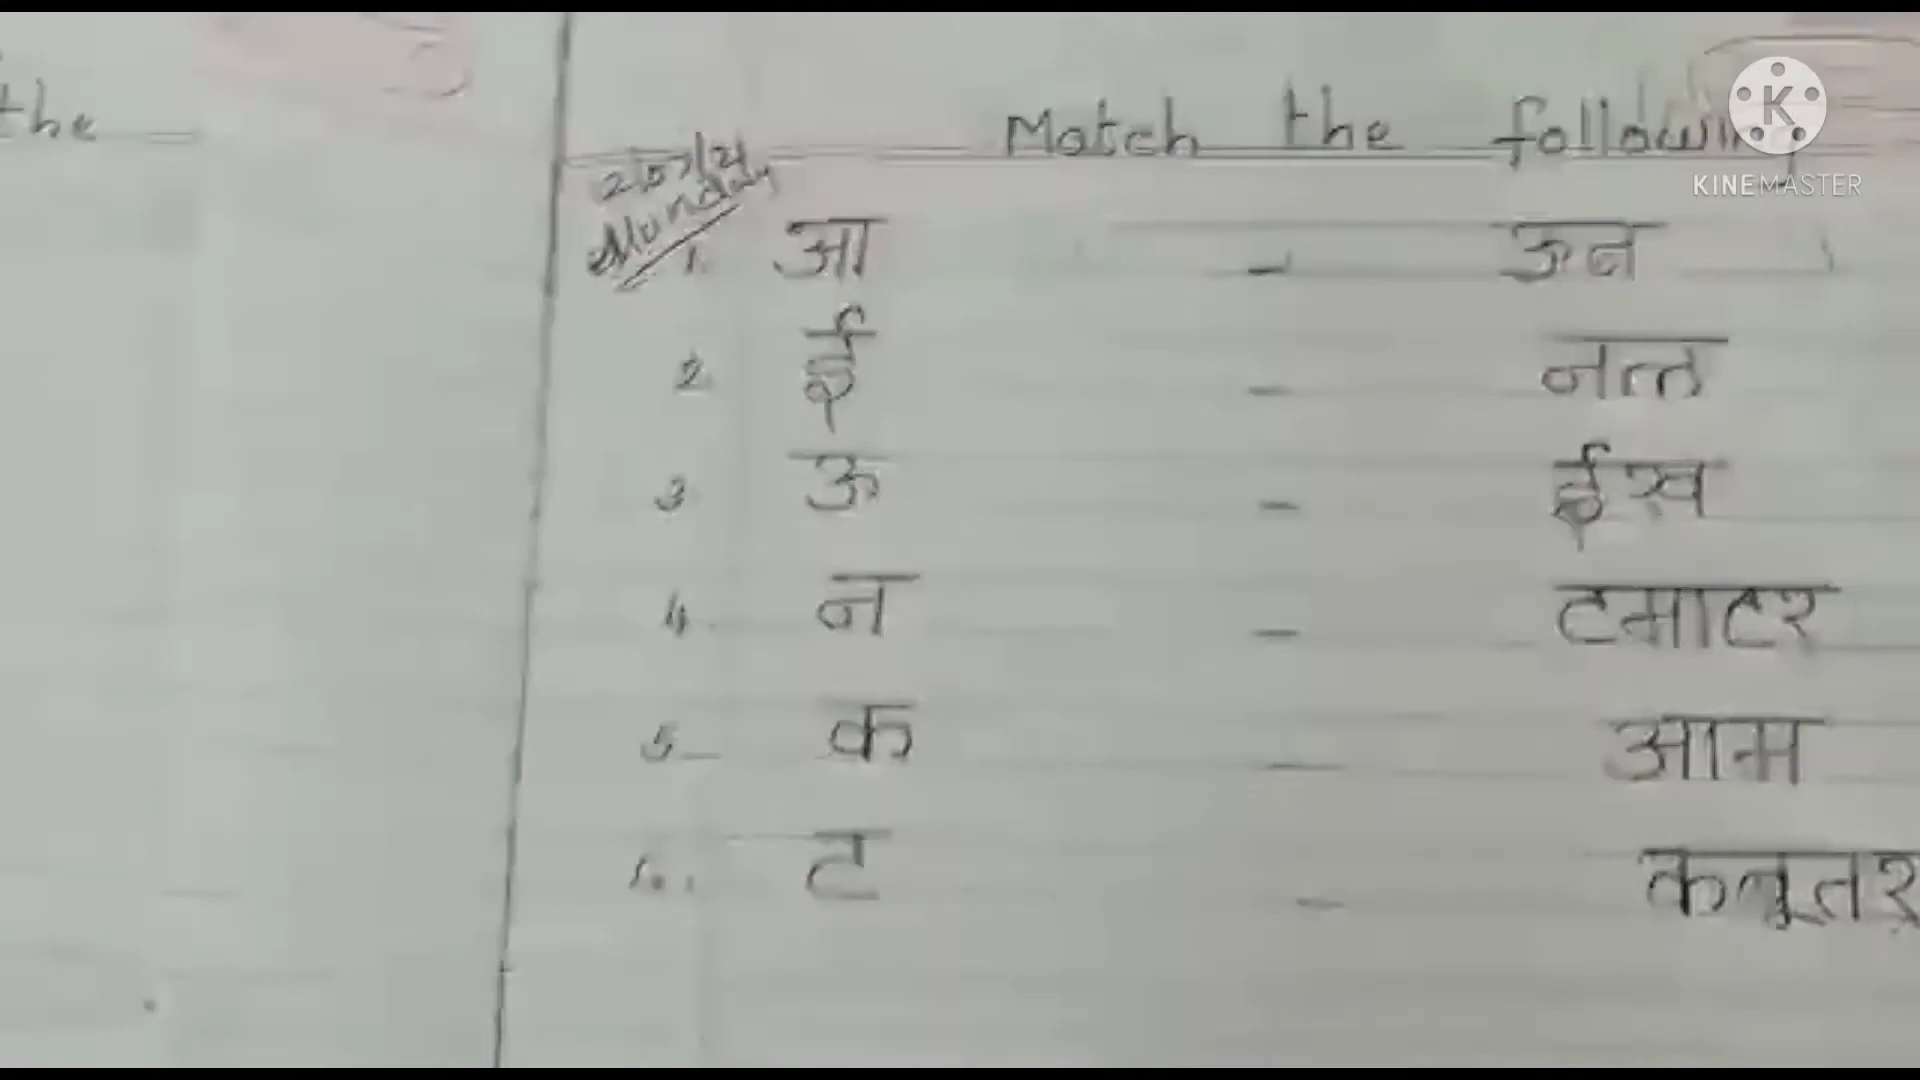 the
Match the following
KINEMASTER
Munday
1. आ - ऊन
2. ई - नल
3 ऊ - ईख
4. न - टमाटर
5 क - आम
6. ट - कबूतर